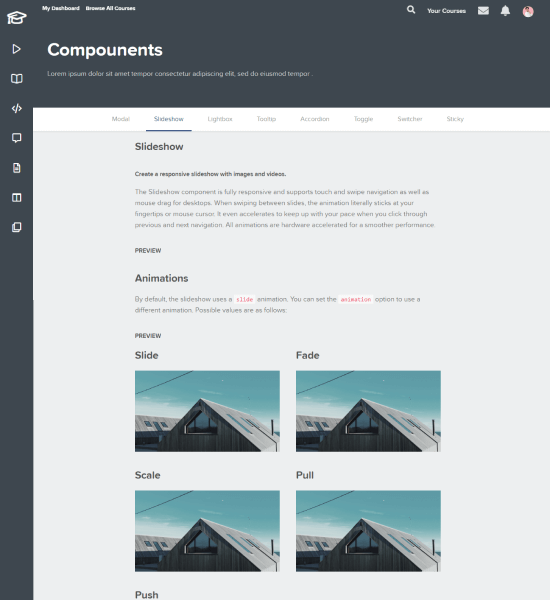 My Dashboard Browse All Courses Your Courses
Compounents
Lorem ipsum dolor sit amet tempor consectetur adipiscing elit, sed do eiusmod tempor .
Modal Slideshow Lightbox Tooltip Accordion Toggle Switcher Sticky
Slideshow
Create a responsive slideshow with images and videos.
The Slideshow component is fully responsive and supports touch and swipe navigation as well as
mouse drag for desktops. When swiping between slides, the animation literally sticks at your
fingertips or mouse cursor. It even accelerates to keep up with your pace when you click through
previous and next navigation. All animations are hardware accelerated for a smoother performance.
PREVIEW
Animations
By default, the slideshow uses a slide animation. You can set the animation option to use a
different animation. Possible values are as follows:
PREVIEW
Slide Fade
Scale Pull
Push